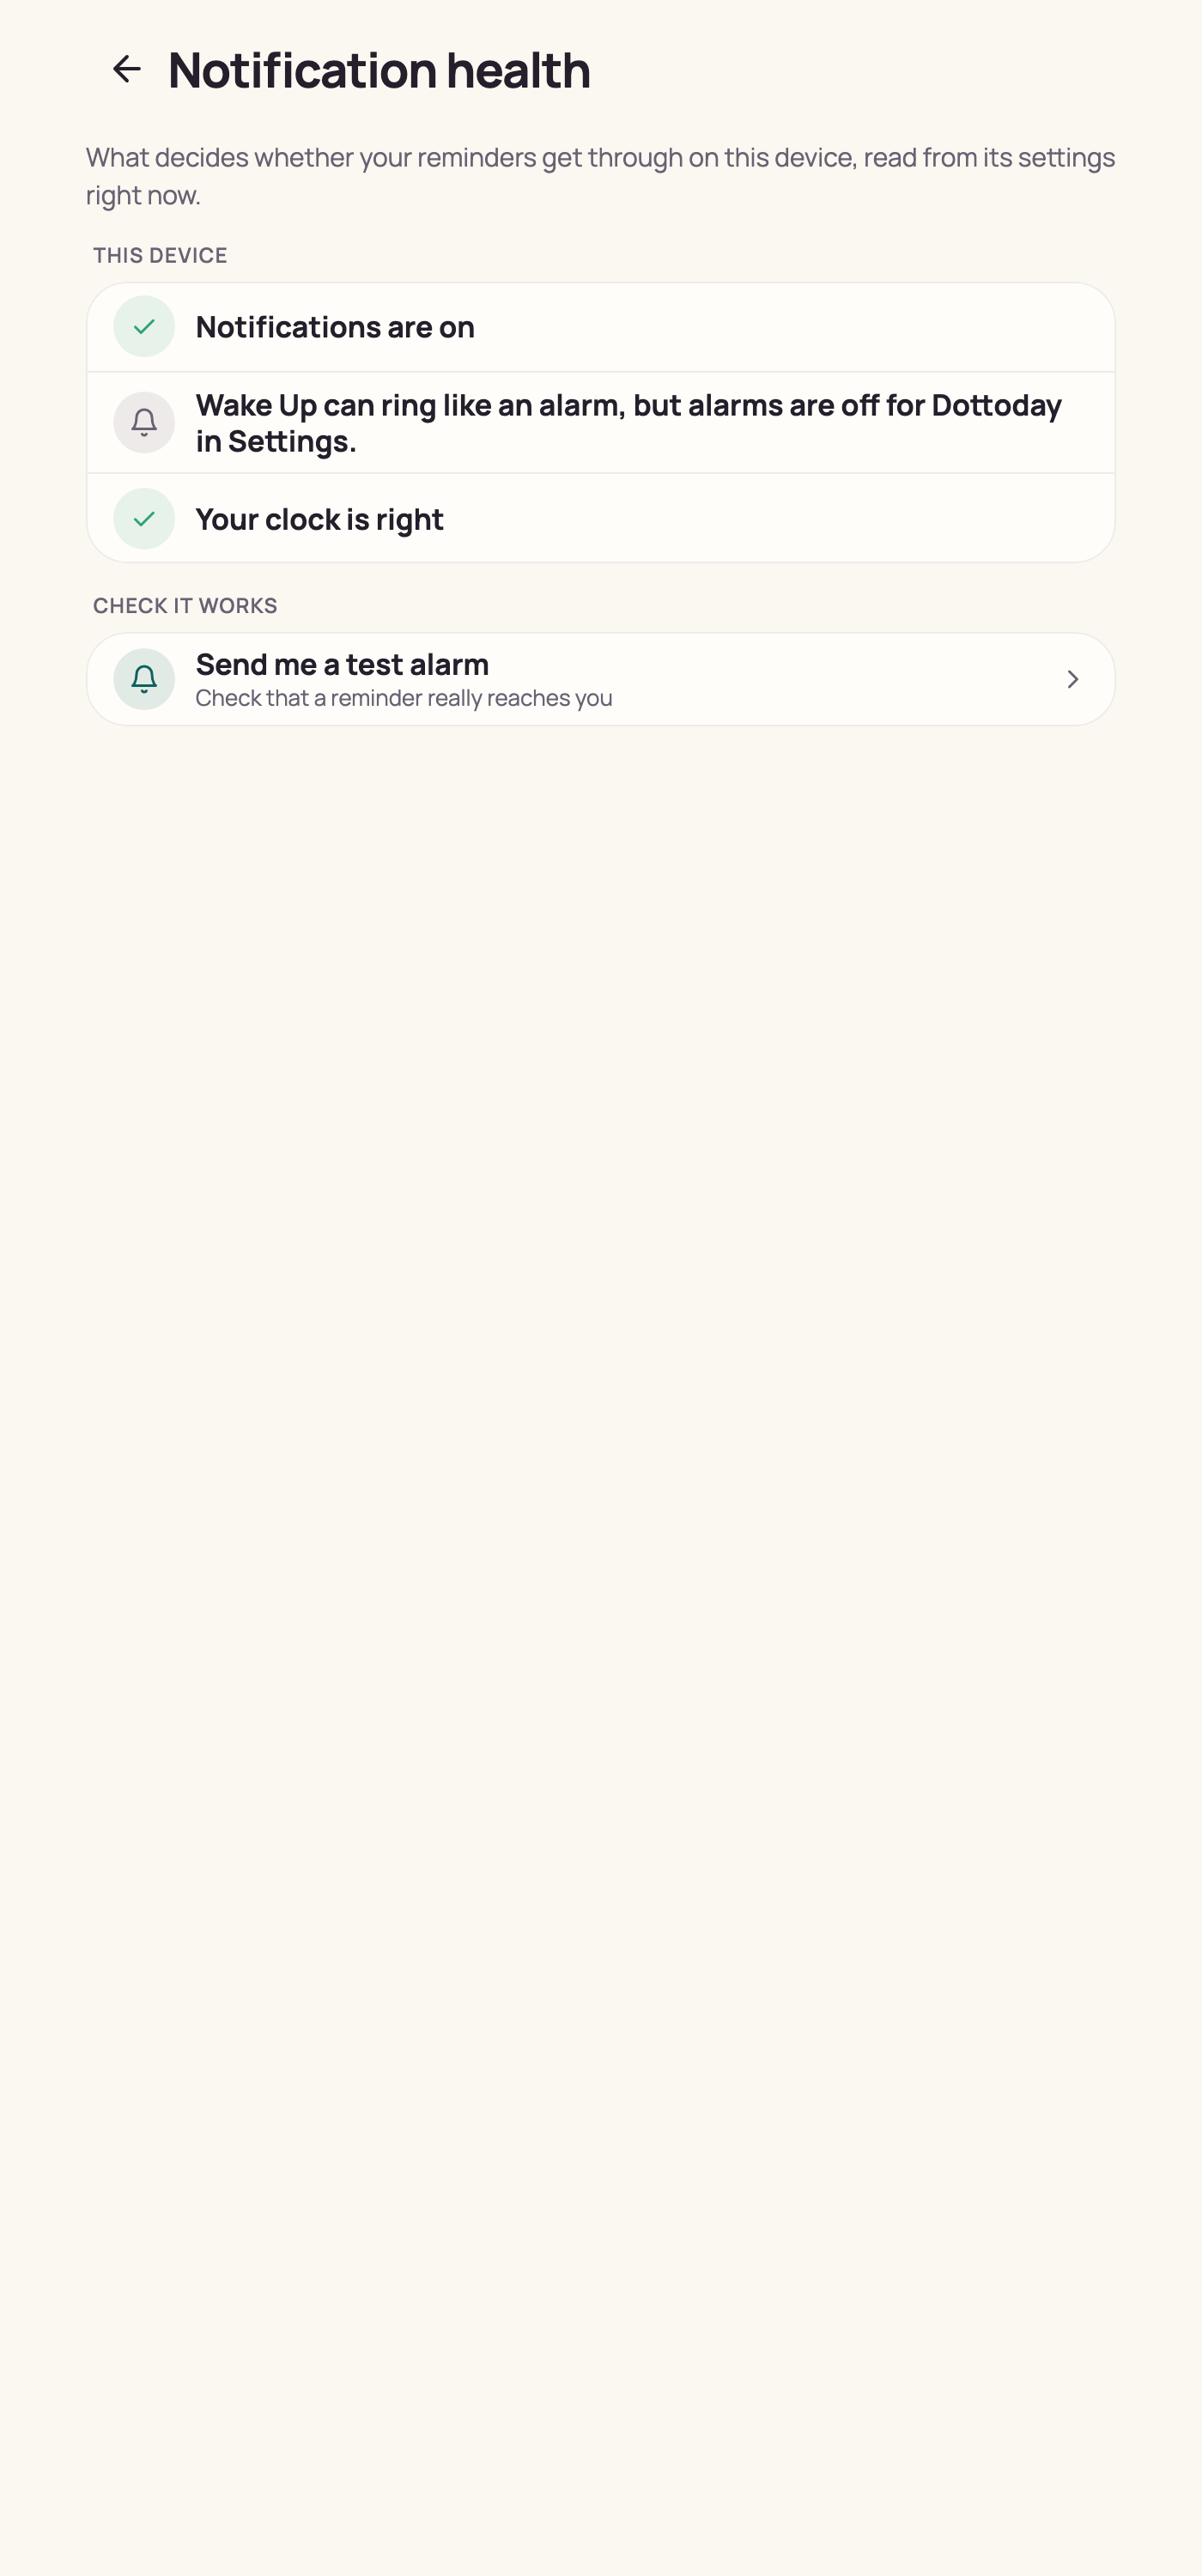 Notification health
What decides whether your reminders get through on this device, read from its settings
right now.
THIS DEVICE
Notifications are on
Wake Up can ring like an alarm, but alarms are off for Dottoday
in Settings.
Your clock is right
CHECK IT WORKS
Send me a test alarm
Check that a reminder really reaches you